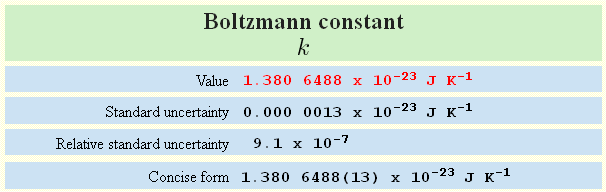 Boltzmann constant
k
Value 1.380 6488 x 10⁻²³ J K⁻¹
Standard uncertainty 0.000 0013 x 10⁻²³ J K⁻¹
Relative standard uncertainty 9.1 x 10⁻⁷
Concise form 1.380 6488(13) x 10⁻²³ J K⁻¹